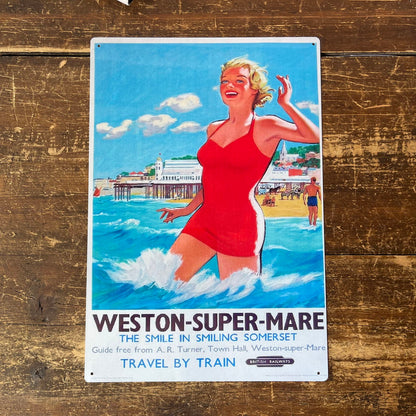 WESTON-SUPER-MARE
THE SMILE IN SMILING SOMERSET
Guide free from A. R. Turner, Town Hall, Weston-super-Mare
TRAVEL BY TRAIN BRITISH RAILWAYS